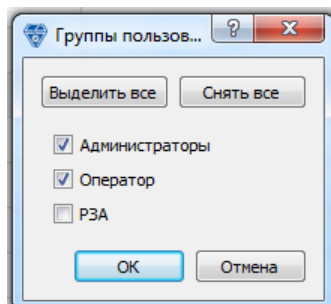 Группы пользов...
Выделить все Снять все
Администраторы
Оператор
РЗА
ОК Отмена